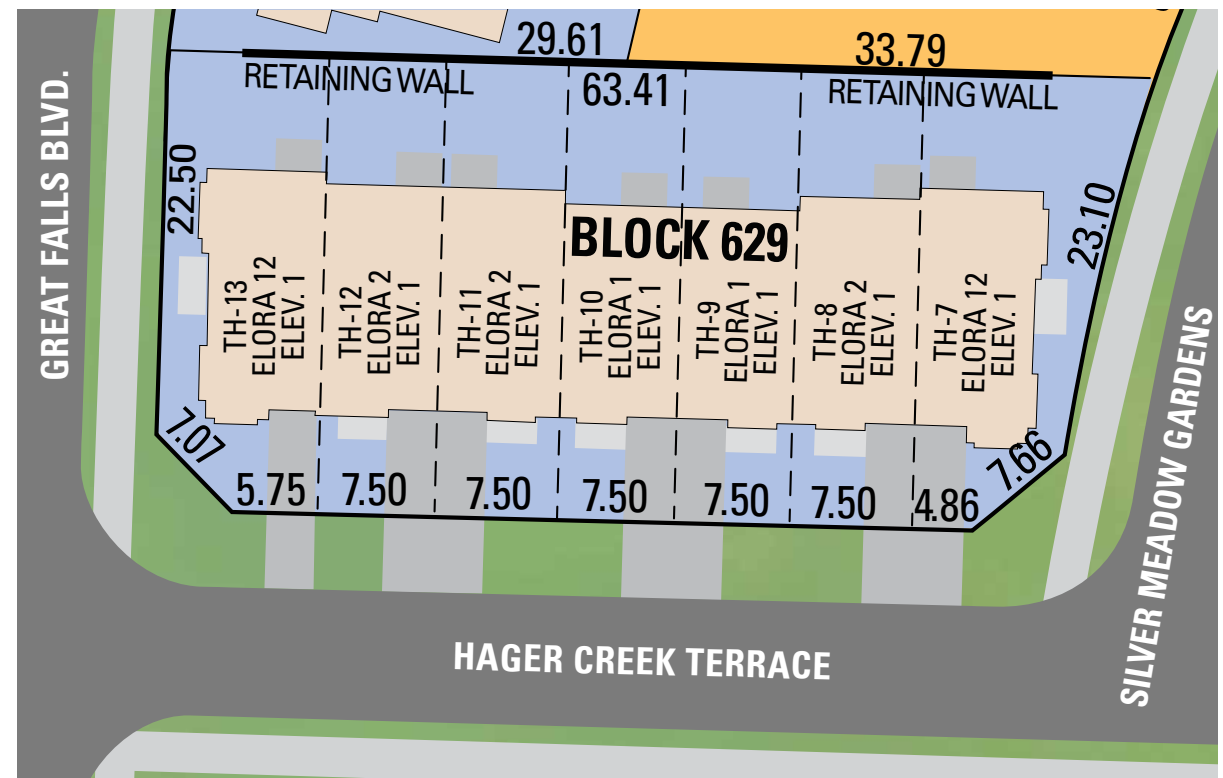 29.61
33.79
RETAINING WALL
63.41
RETAINING WALL
GREAT FALLS BLVD.
22.50
23.10
BLOCK 629
TH-13
ELORA 12
ELEV. 1
TH-12
ELORA 2
ELEV. 1
TH-11
ELORA 2
ELEV. 1
TH-10
ELORA 1
ELEV. 1
TH-9
ELORA 1
ELEV. 1
TH-8
ELORA 2
ELEV. 1
TH-7
ELORA 12
ELEV. 1
7.07
5.75
7.50
7.50
7.50
7.50
7.50
4.86
7.66
SILVER MEADOW GARDENS
HAGER CREEK TERRACE